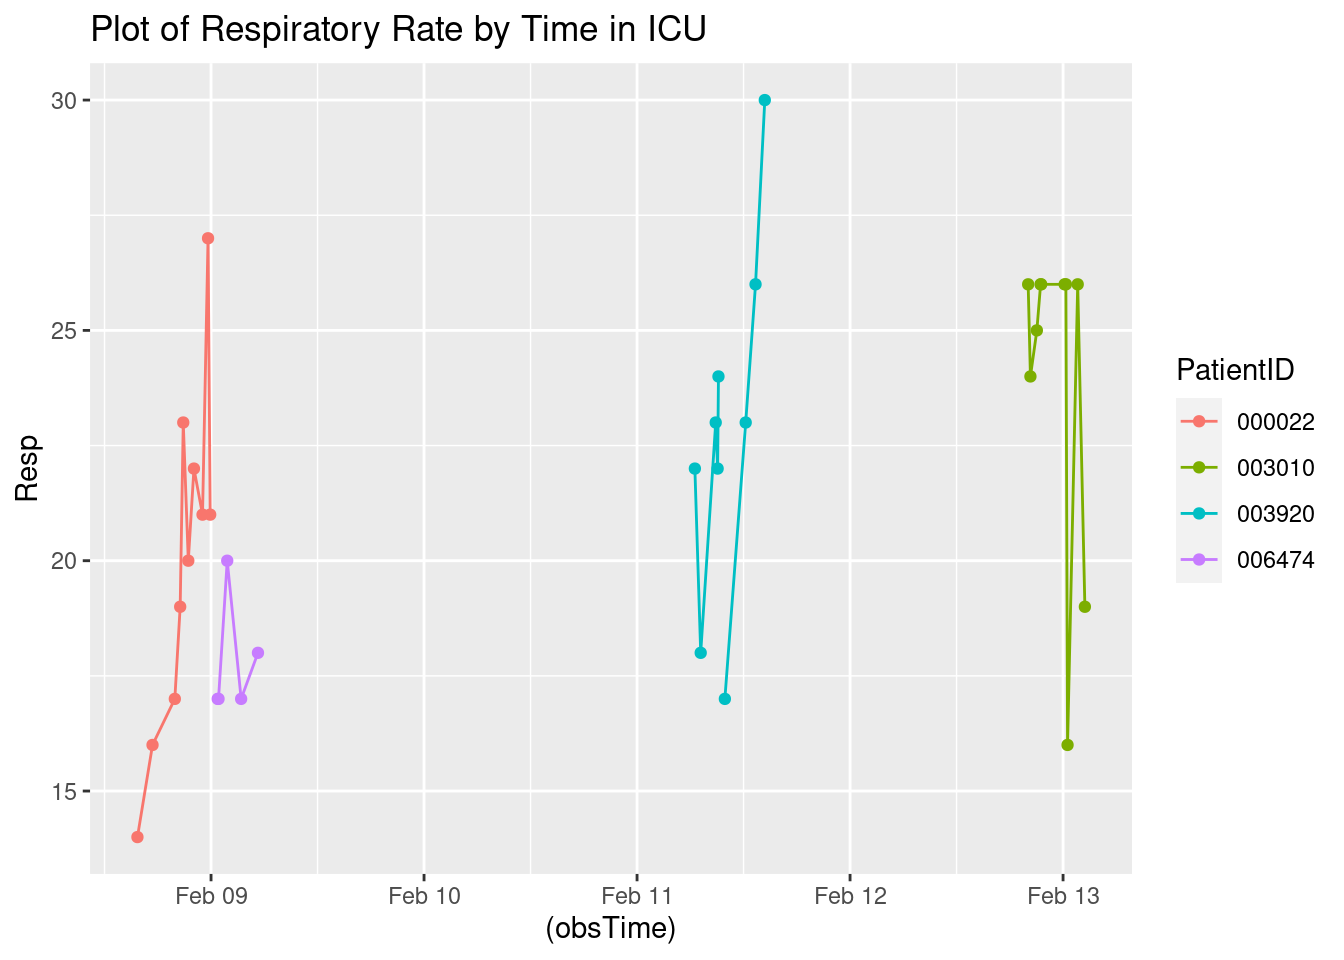 Plot of Respiratory Rate by Time in ICU
30
25
20
15
Resp
Feb 09
Feb 10
Feb 11
Feb 12
Feb 13
(obsTime)
PatientID
000022
003010
003920
006474